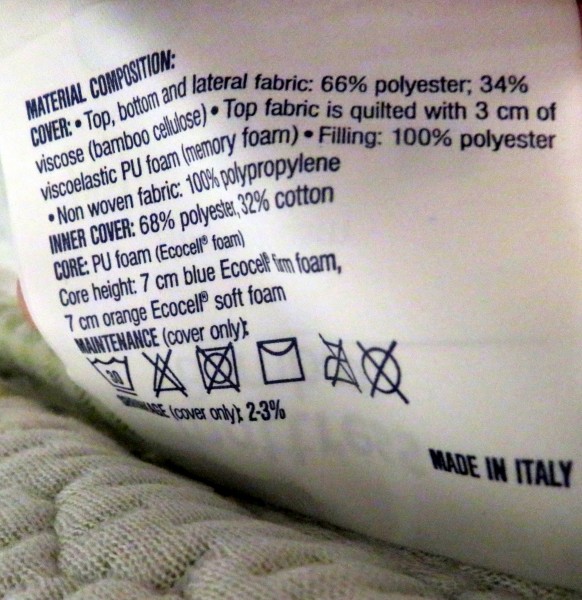 MATERIAL COMPOSITION:
COVER: • Top, bottom and lateral fabric: 66% polyester; 34%
viscose (bamboo cellulose) • Top fabric is quilted with 3 cm of
viscoelastic PU foam (memory foam) • Filling: 100% polyester
• Non woven fabric: 100% polypropylene
INNER COVER: 68% polyester, 32% cotton
CORE: PU foam (Ecocell® foam)
Core height: 7 cm blue Ecocell® firm foam,
7 cm orange Ecocell® soft foam
MAINTENANCE (cover only):
30
(cover only): 2-3%
MADE IN ITALY